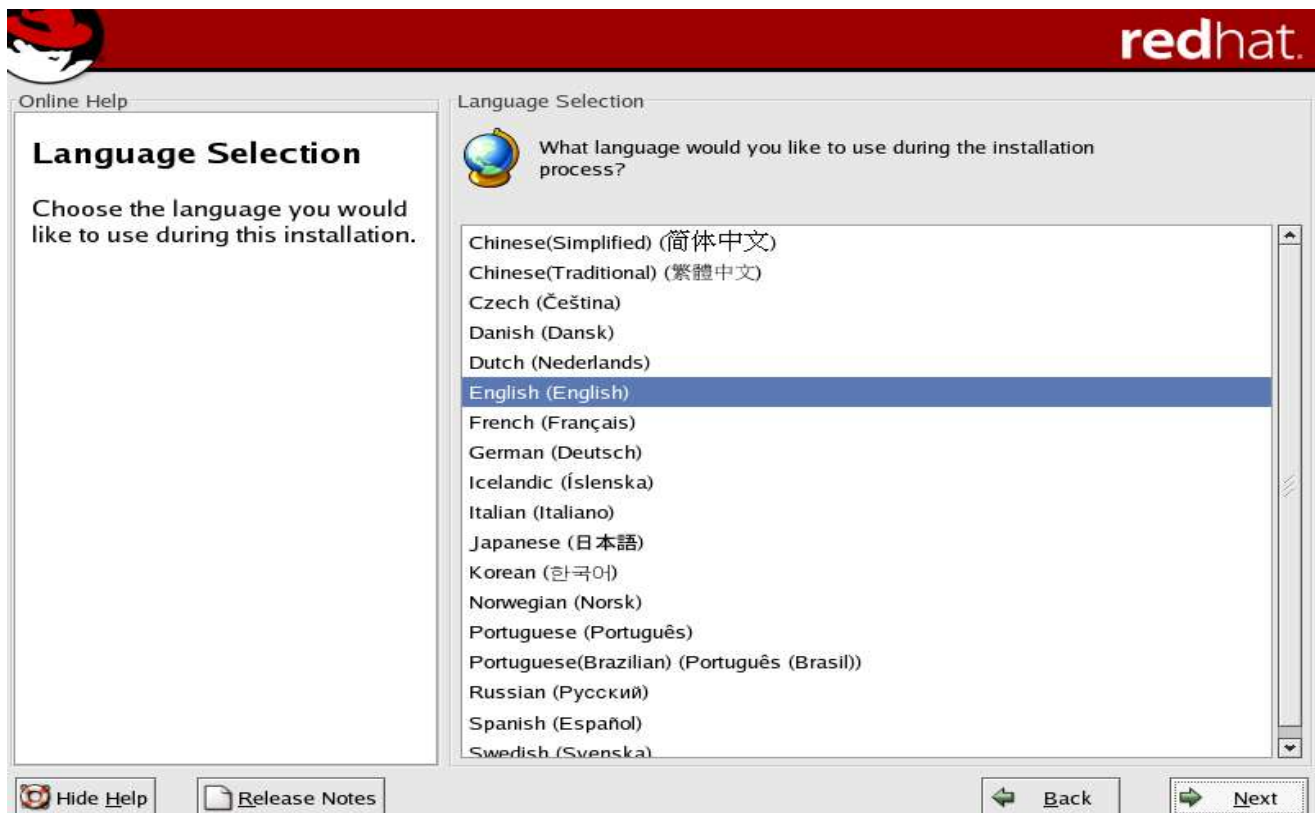 redhat.
Online Help
Language Selection
Choose the language you would
like to use during this installation.
Language Selection
What language would you like to use during the installation
process?
Chinese(Simplified) (简体中文)
Chinese(Traditional) (繁體中文)
Czech (Čeština)
Danish (Dansk)
Dutch (Nederlands)
English (English)
French (Français)
German (Deutsch)
Icelandic (Íslenska)
Italian (Italiano)
Japanese (日本語)
Korean (한국어)
Norwegian (Norsk)
Portuguese (Português)
Portuguese(Brazilian) (Português (Brasil))
Russian (Русский)
Spanish (Español)
Swedish (Svenska)
Hide Help
Release Notes
Back
Next